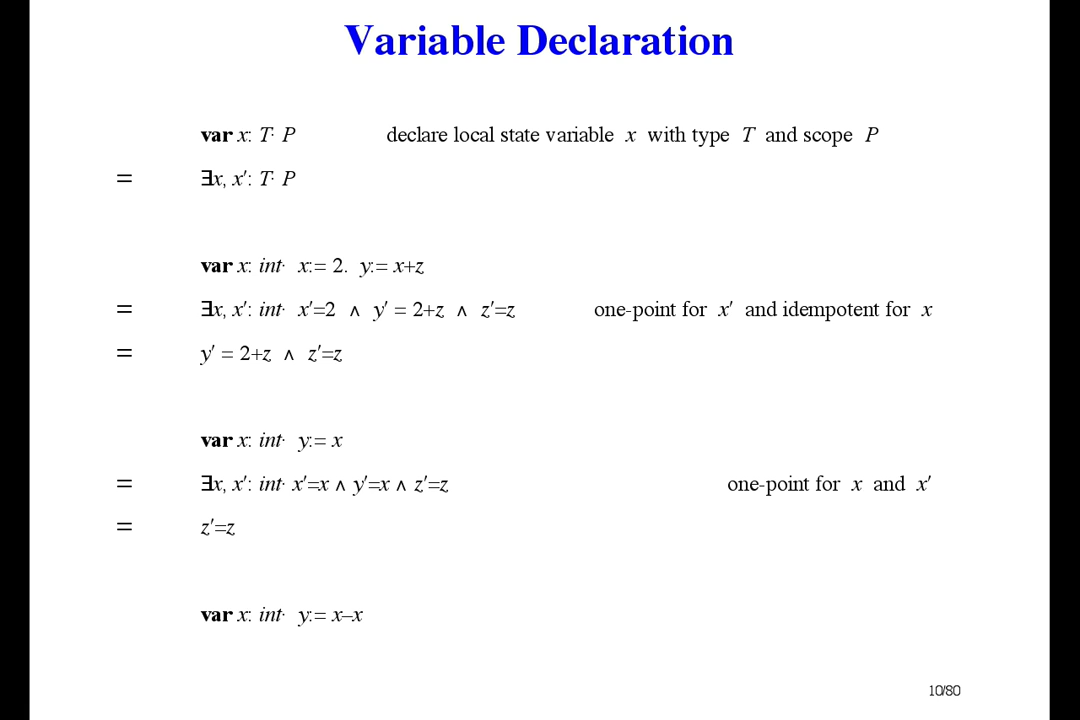 Variable Declaration
var x: T· P declare local state variable x with type T and scope P
= ∃x, x′: T· P
var x: int· x:= 2. y:= x+z
= ∃x, x′: int· x′=2 ∧ y′ = 2+z ∧ z′=z one-point for x′ and idempotent for x
= y′ = 2+z ∧ z′=z
var x: int· y:= x
= ∃x, x′: int· x′=x ∧ y′=x ∧ z′=z one-point for x and x′
= z′=z
var x: int· y:= x–x
10/80